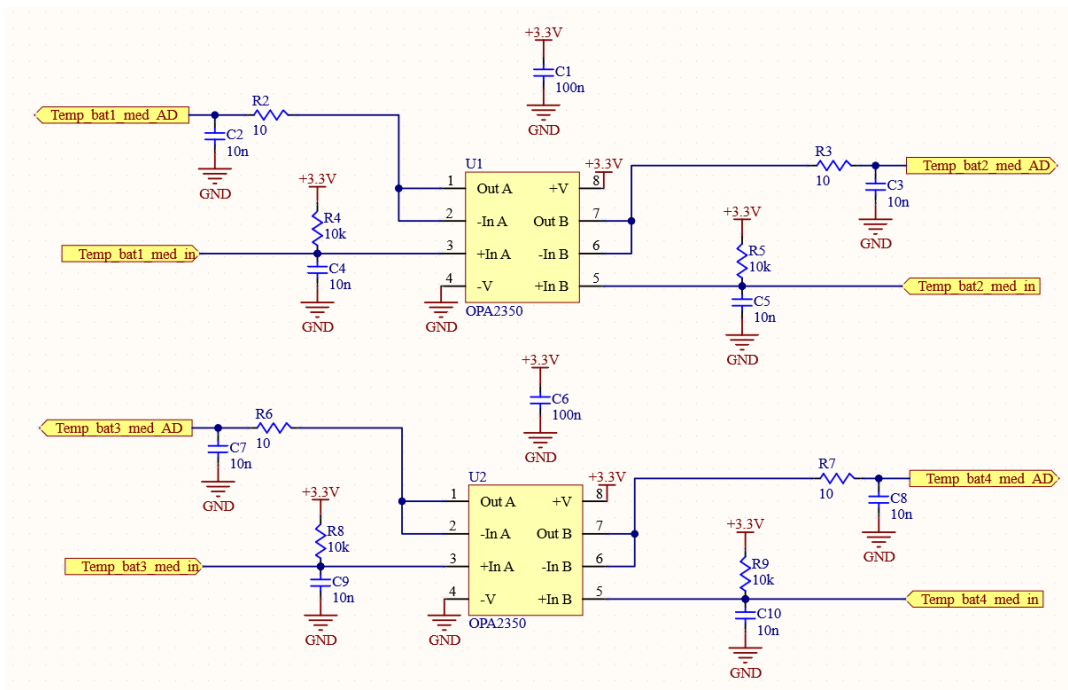 +3.3V
C1
100n
GND
Temp_bat1_med_AD
R2
10
C2
10n
GND
+3.3V
R4
10k
Temp_bat1_med_in
C4
10n
GND
U1
1 Out A
2 -In A
3 +In A
4 -V
+V 8
Out B 7
-In B 6
+In B 5
OPA2350
GND
+3.3V
R3
10
Temp_bat2_med_AD
C3
10n
GND
+3.3V
R5
10k
Temp_bat2_med_in
C5
10n
GND
+3.3V
C6
100n
GND
Temp_bat3_med_AD
R6
10
C7
10n
GND
+3.3V
R8
10k
Temp_bat3_med_in
C9
10n
GND
U2
1 Out A
2 -In A
3 +In A
4 -V
+V 8
Out B 7
-In B 6
+In B 5
OPA2350
GND
+3.3V
R7
10
Temp_bat4_med_AD
C8
10n
GND
+3.3V
R9
10k
Temp_bat4_med_in
C10
10n
GND